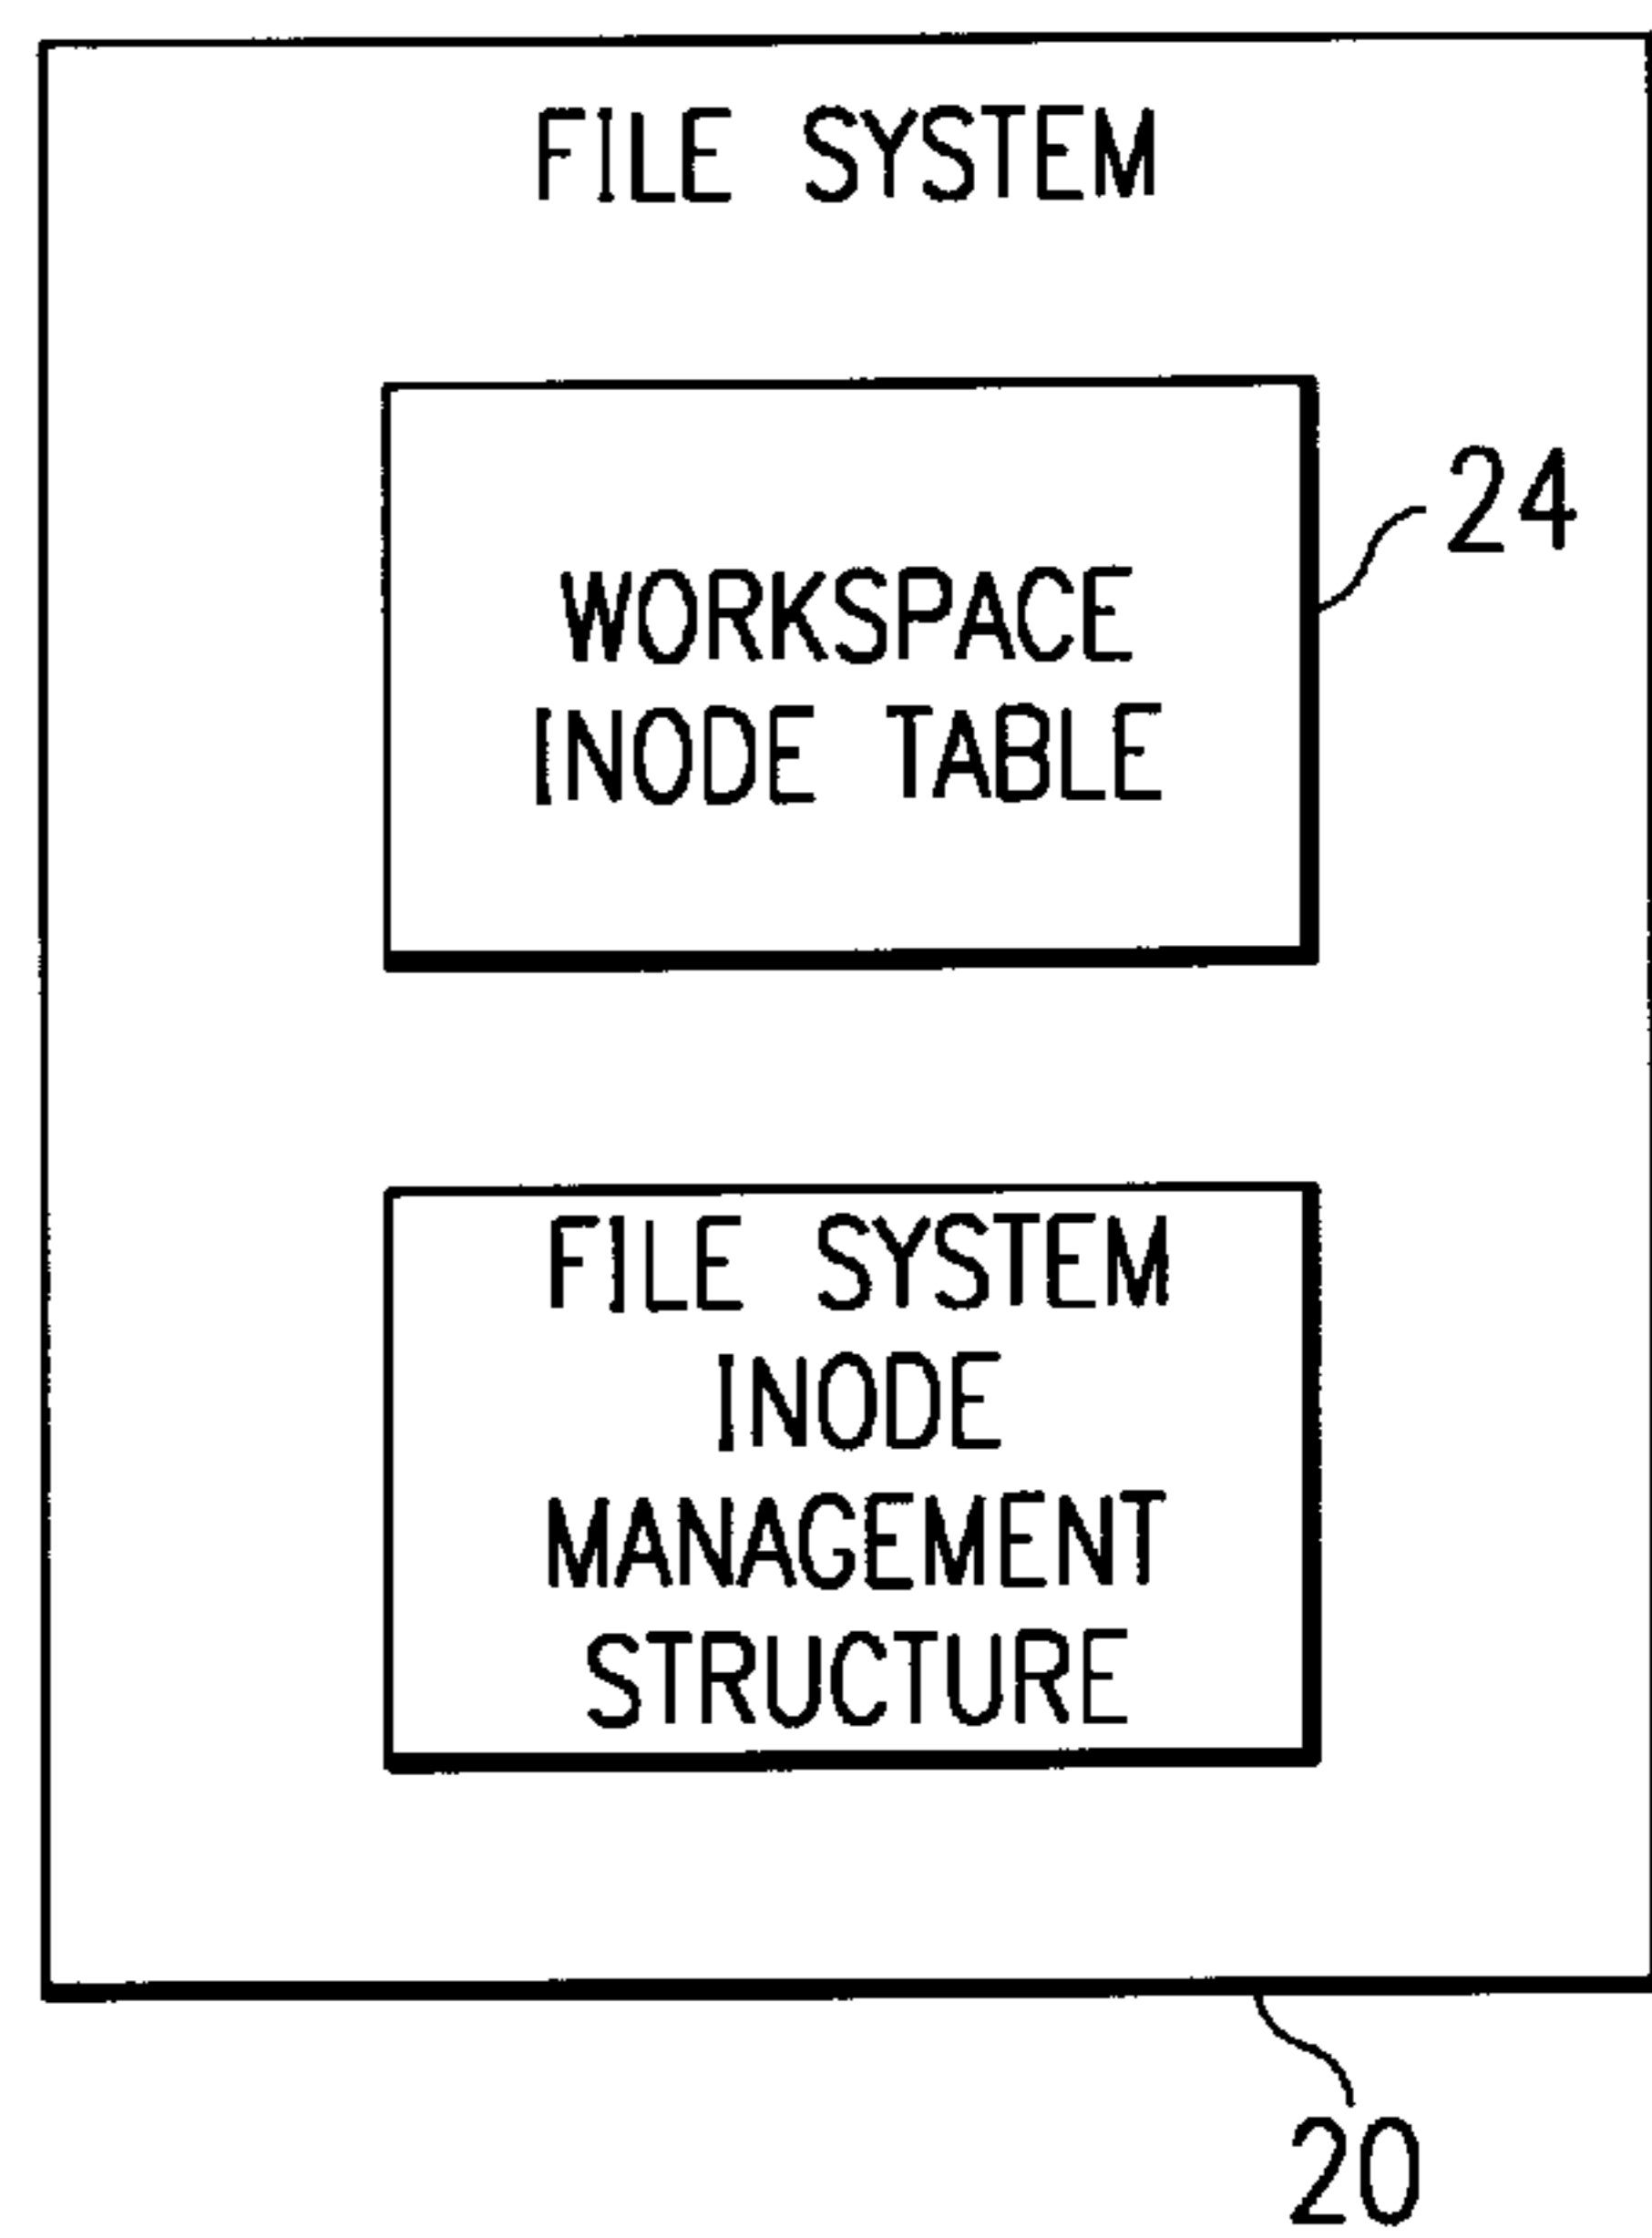 FILE SYSTEM
24
WORKSPACE
INODE TABLE
FILE SYSTEM
INODE
MANAGEMENT
STRUCTURE
20